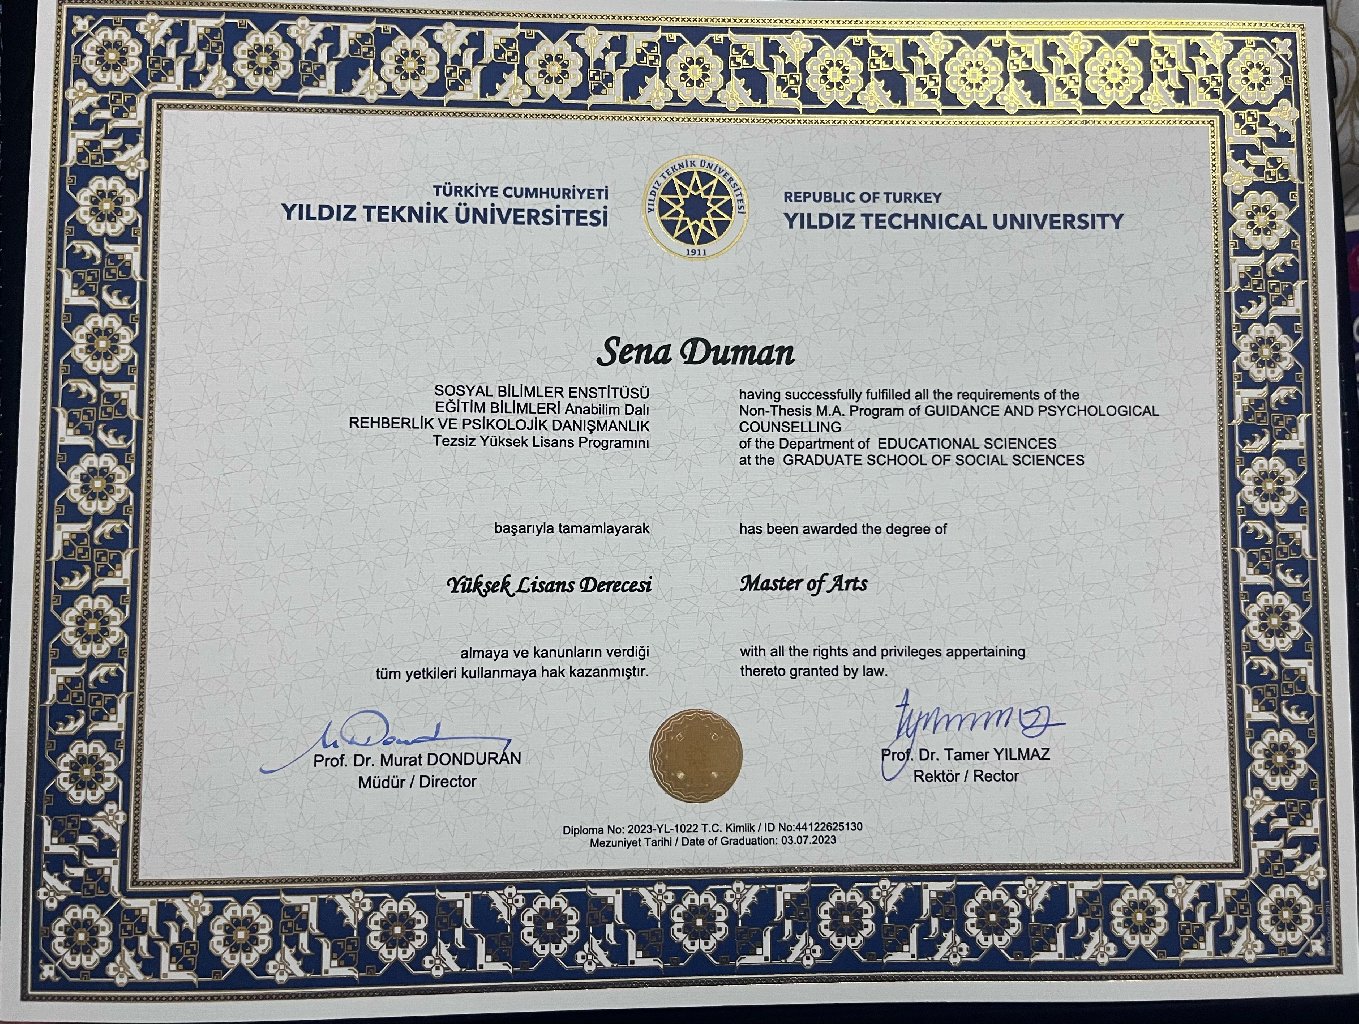 TÜRKİYE CUMHURİYETİ
YILDIZ TEKNİK ÜNİVERSİTESİ
YILDIZ TEKNİK ÜNİVERSİTESİ
1911
REPUBLIC OF TURKEY
YILDIZ TECHNICAL UNIVERSITY
Sena Duman
SOSYAL BİLİMLER ENSTİTÜSÜ
EĞİTİM BİLİMLERİ Anabilim Dalı
REHBERLİK VE PSİKOLOJİK DANIŞMANLIK
Tezsiz Yüksek Lisans Programını
having successfully fulfilled all the requirements of the
Non-Thesis M.A. Program of GUIDANCE AND PSYCHOLOGICAL
COUNSELLING
of the Department of EDUCATIONAL SCIENCES
at the GRADUATE SCHOOL OF SOCIAL SCIENCES
başarıyla tamamlayarak
has been awarded the degree of
Yükşek Lisans Derecesi
Master of Arts
almaya ve kanunların verdiği
tüm yetkileri kullanmaya hak kazanmıştır.
with all the rights and privileges appertaining
thereto granted by law.
Prof. Dr. Murat DONDURAN
Müdür / Director
Prof. Dr. Tamer YILMAZ
Rektör / Rector
Diploma No: 2023-YL-1022 T.C. Kimlik / ID No:44122625130
Mezuniyet Tarihi / Date of Graduation: 03.07.2023